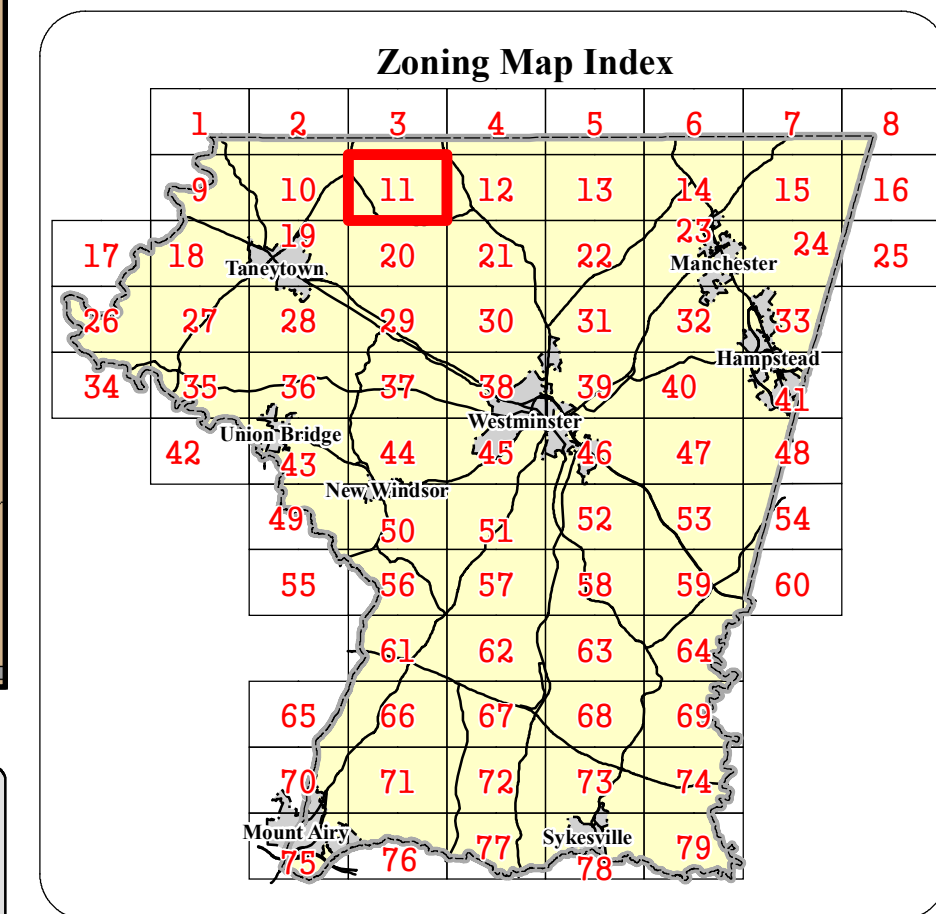 Zoning Map Index
1 2 3 4 5 6 7 8
9 10 11 12 13 14 15 16
17 18 19 20 21 22 23 24 25
Taneytown
Manchester
26 27 28 29 30 31 32 33
Hampstead
34 35 36 37 38 39 40 41
Westminster
Union Bridge
42 43 44 45 46 47 48
New Windsor
49 50 51 52 53 54
55 56 57 58 59 60
61 62 63 64
65 66 67 68 69
70 71 72 73 74
Mount Airy
Sykesville
75 76 77 78 79